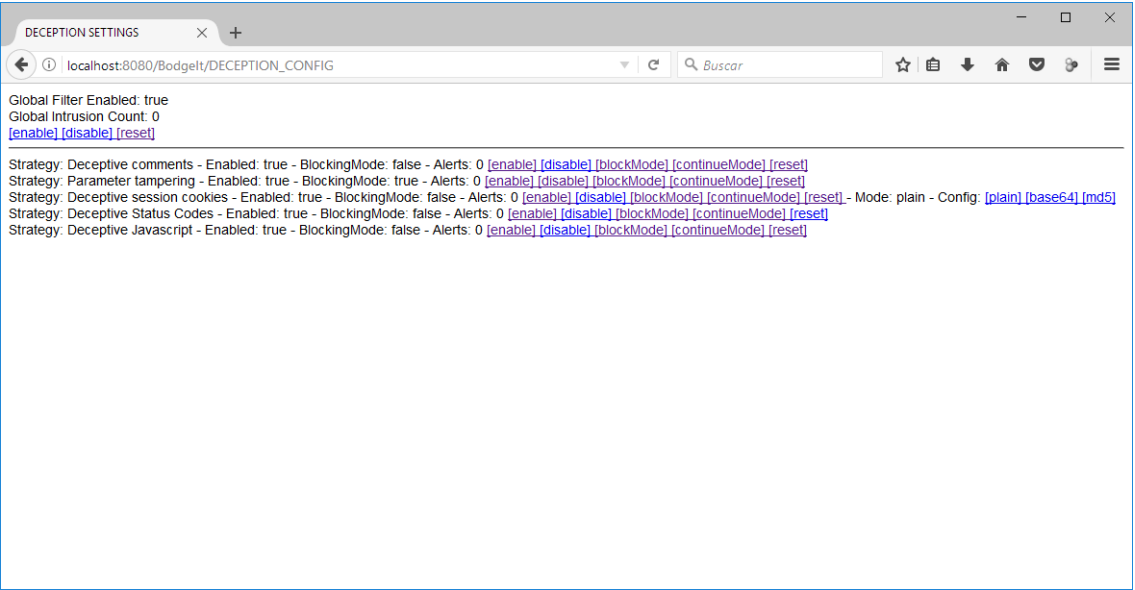 DECEPTION SETTINGS
localhost:8080/BodgeIt/DECEPTION_CONFIG
Buscar
Global Filter Enabled: true
Global Intrusion Count: 0
[enable] [disable] [reset]
Strategy: Deceptive comments - Enabled: true - BlockingMode: false - Alerts: 0 [enable] [disable] [blockMode] [continueMode] [reset]
Strategy: Parameter tampering - Enabled: true - BlockingMode: true - Alerts: 0 [enable] [disable] [blockMode] [continueMode] [reset]
Strategy: Deceptive session cookies - Enabled: true - BlockingMode: false - Alerts: 0 [enable] [disable] [blockMode] [continueMode] [reset] - Mode: plain - Config: [plain] [base64] [md5]
Strategy: Deceptive Status Codes - Enabled: true - BlockingMode: false - Alerts: 0 [enable] [disable] [blockMode] [continueMode] [reset]
Strategy: Deceptive Javascript - Enabled: true - BlockingMode: false - Alerts: 0 [enable] [disable] [blockMode] [continueMode] [reset]